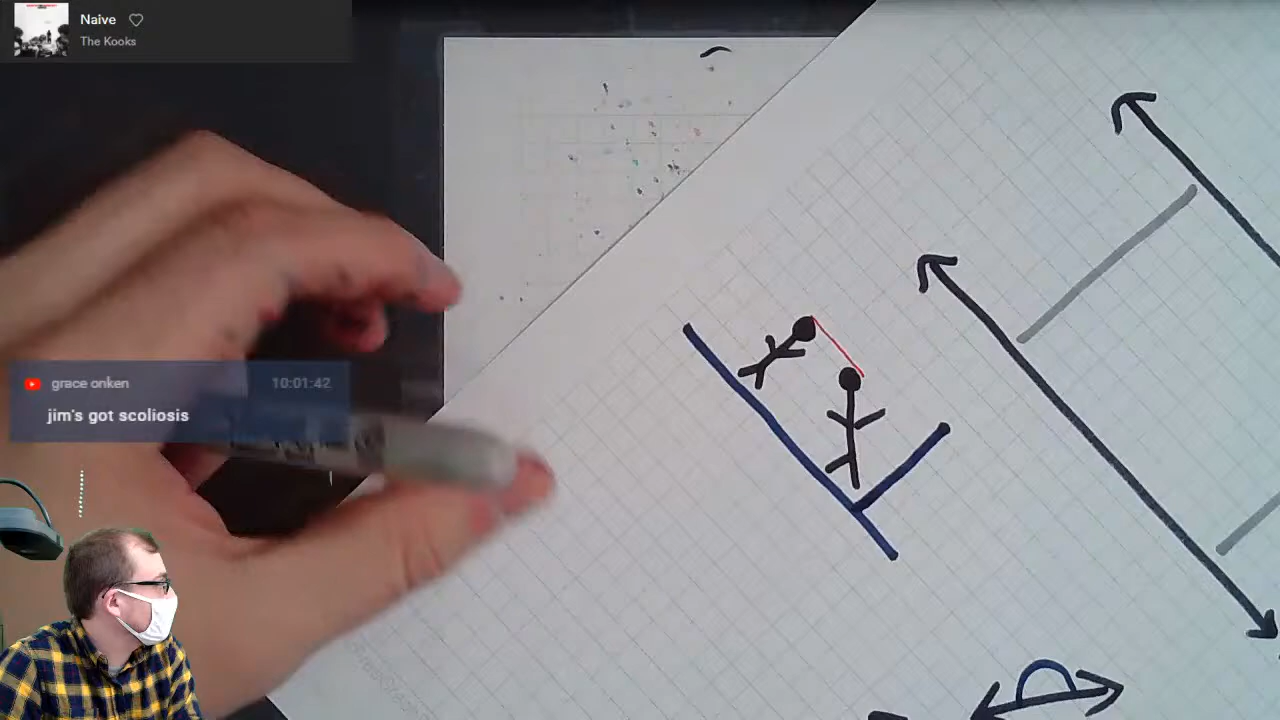 Naive
The Kooks
grace onken
10:01:42
jim's got scoliosis